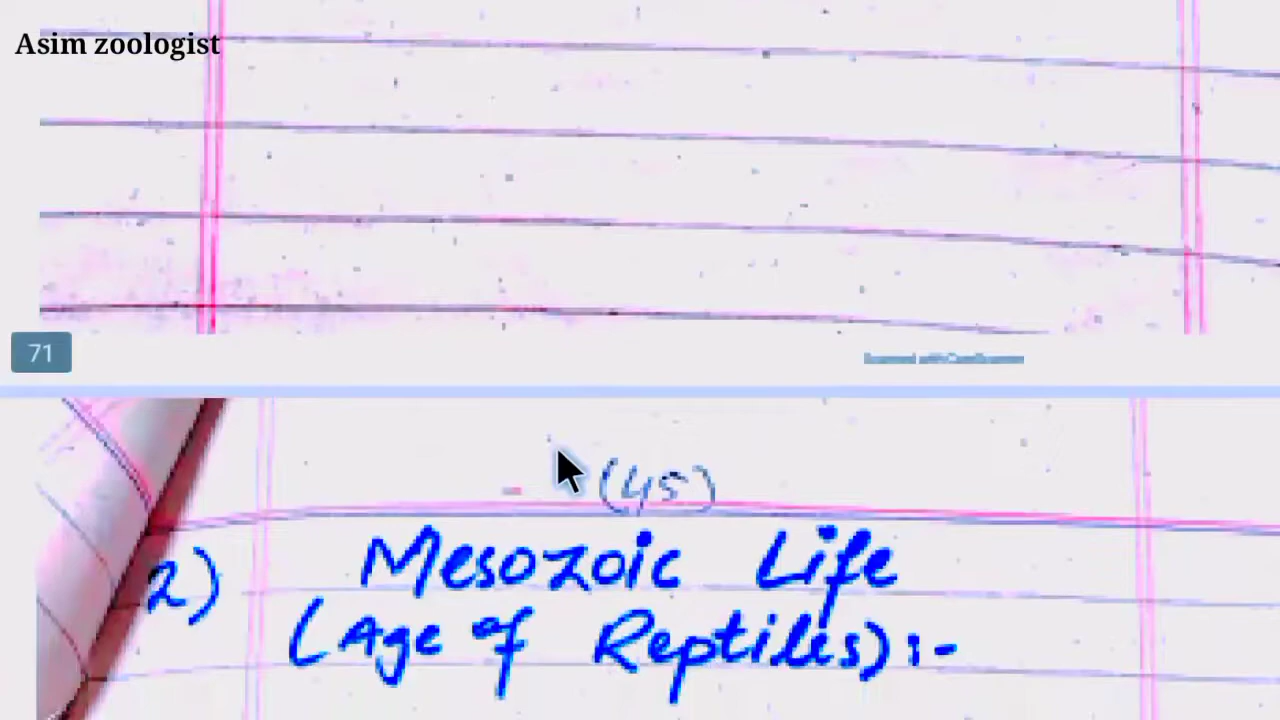 Asim zoologist
71
(45)
2) Mesozoic Life
(Age of Reptiles):-